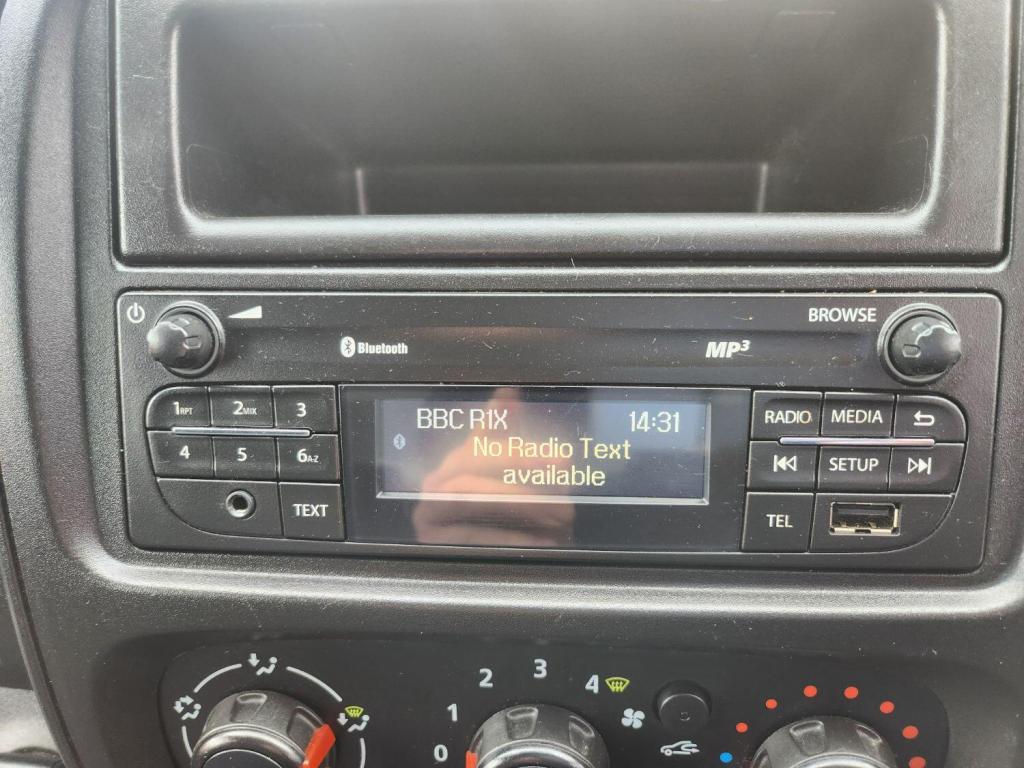 BROWSE
Bluetooth
MP3
1RPT 2MIX 3
4 5 6A-Z
TEXT
BBC R1X 14:31
No Radio Text
available
RADIO MEDIA
SETUP
TEL
0 1 2 3 4